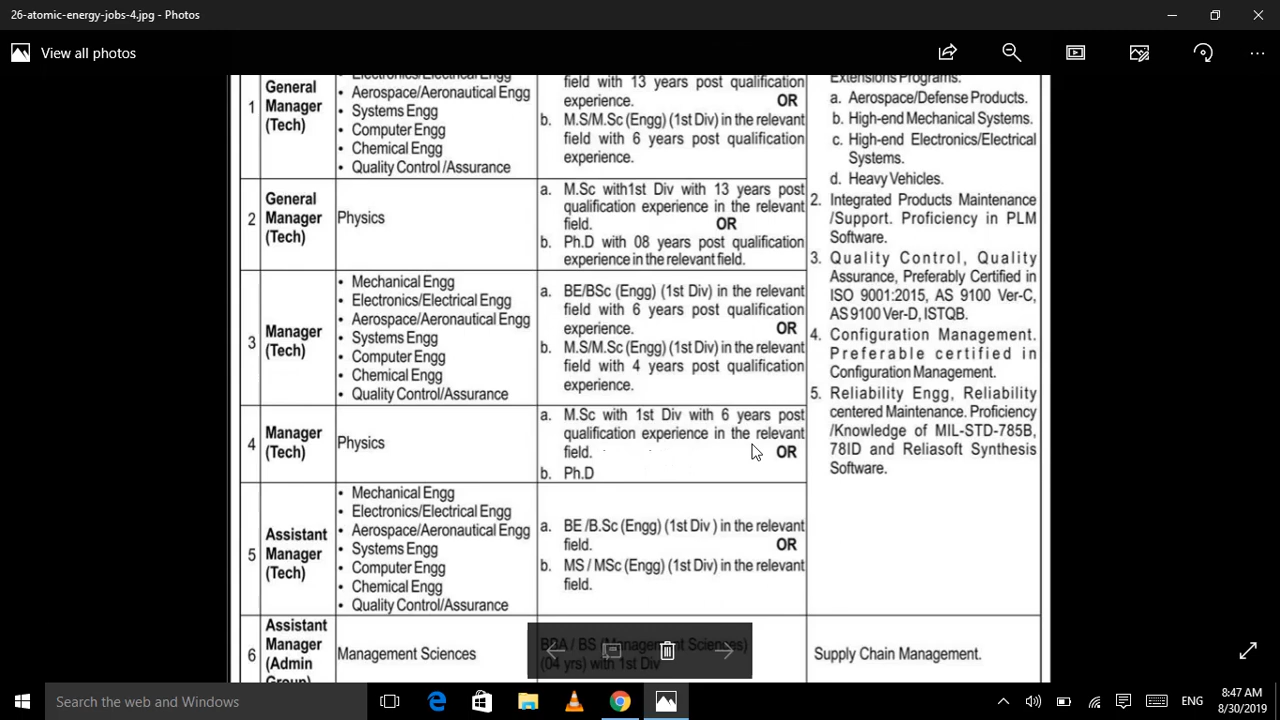 26-atomic-energy-jobs-4.jpg - Photos
View all photos
1
General
Manager
(Tech)
• Electronics/Electrical Engg
• Aerospace/Aeronautical Engg
• Systems Engg
• Computer Engg
• Chemical Engg
• Quality Control /Assurance
field with 13 years post qualification
experience. OR
b. M.S/M.Sc (Engg) (1st Div) in the relevant
field with 6 years post qualification
experience.
Extensions Programs.
a. Aerospace/Defense Products.
b. High-end Mechanical Systems.
c. High-end Electronics/Electrical
Systems.
d. Heavy Vehicles.
2. Integrated Products Maintenance
/Support. Proficiency in PLM
Software.
3. Quality Control, Quality
Assurance, Preferably Certified in
ISO 9001:2015, AS 9100 Ver-C,
AS 9100 Ver-D, ISTQB.
4. Configuration Management.
Preferable certified in
Configuration Management.
5. Reliability Engg, Reliability
centered Maintenance. Proficiency
/Knowledge of MIL-STD-785B,
78ID and Reliasoft Synthesis
Software.
2
General
Manager
(Tech)
Physics
a. M.Sc with1st Div with 13 years post
qualification experience in the relevant
field. OR
b. Ph.D with 08 years post qualification
experience in the relevant field.
3
Manager
(Tech)
• Mechanical Engg
• Electronics/Electrical Engg
• Aerospace/Aeronautical Engg
• Systems Engg
• Computer Engg
• Chemical Engg
• Quality Control/Assurance
a. BE/BSc (Engg) (1st Div) in the relevant
field with 6 years post qualification
experience. OR
b. M.S/M.Sc (Engg) (1st Div) in the relevant
field with 4 years post qualification
experience.
4
Manager
(Tech)
Physics
a. M.Sc with 1st Div with 6 years post
qualification experience in the relevant
field. OR
b. Ph.D
5
Assistant
Manager
(Tech)
• Mechanical Engg
• Electronics/Electrical Engg
• Aerospace/Aeronautical Engg
• Systems Engg
• Computer Engg
• Chemical Engg
• Quality Control/Assurance
a. BE /B.Sc (Engg) (1st Div ) in the relevant
field. OR
b. MS / MSc (Engg) (1st Div) in the relevant
field.
6
Assistant
Manager
(Admin
Group)
Management Sciences
BBA / BS (Management Sciences)
(04 yrs) with 1st Div
Supply Chain Management.
Search the web and Windows
ENG
8:47 AM
8/30/2019